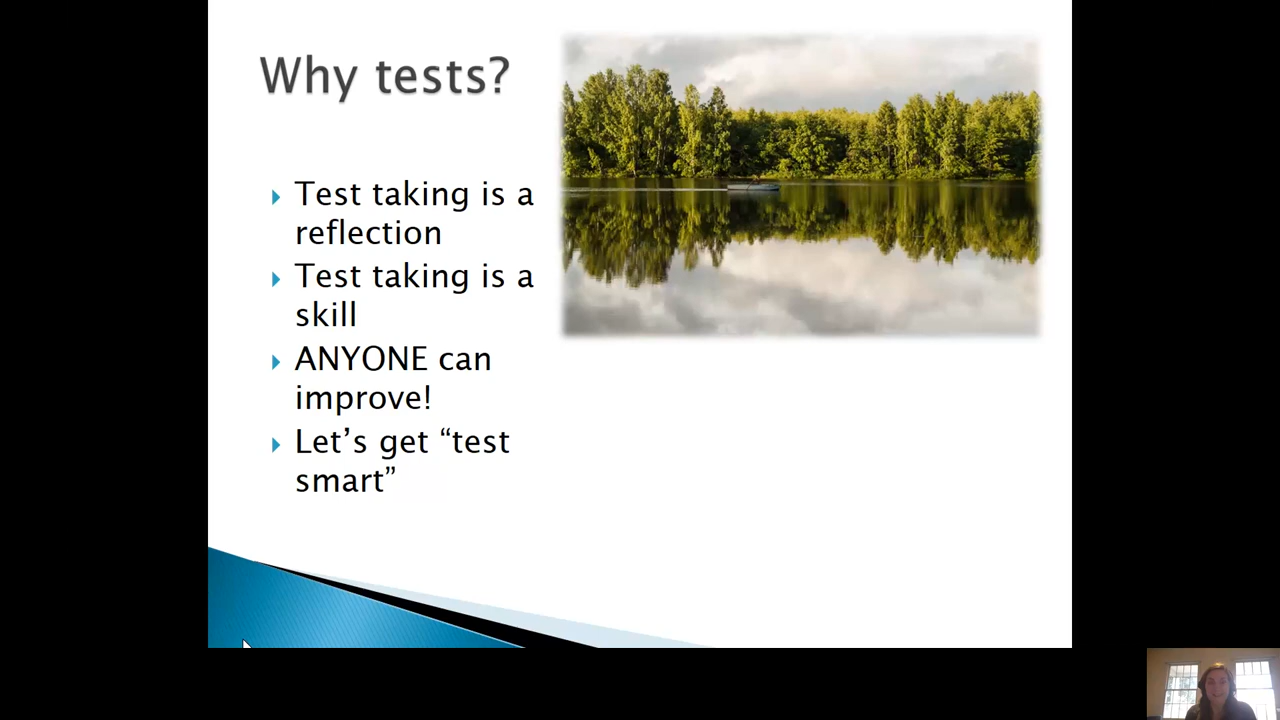 Why tests?
Test taking is a
reflection
Test taking is a
skill
ANYONE can
improve!
Let’s get “test
smart”